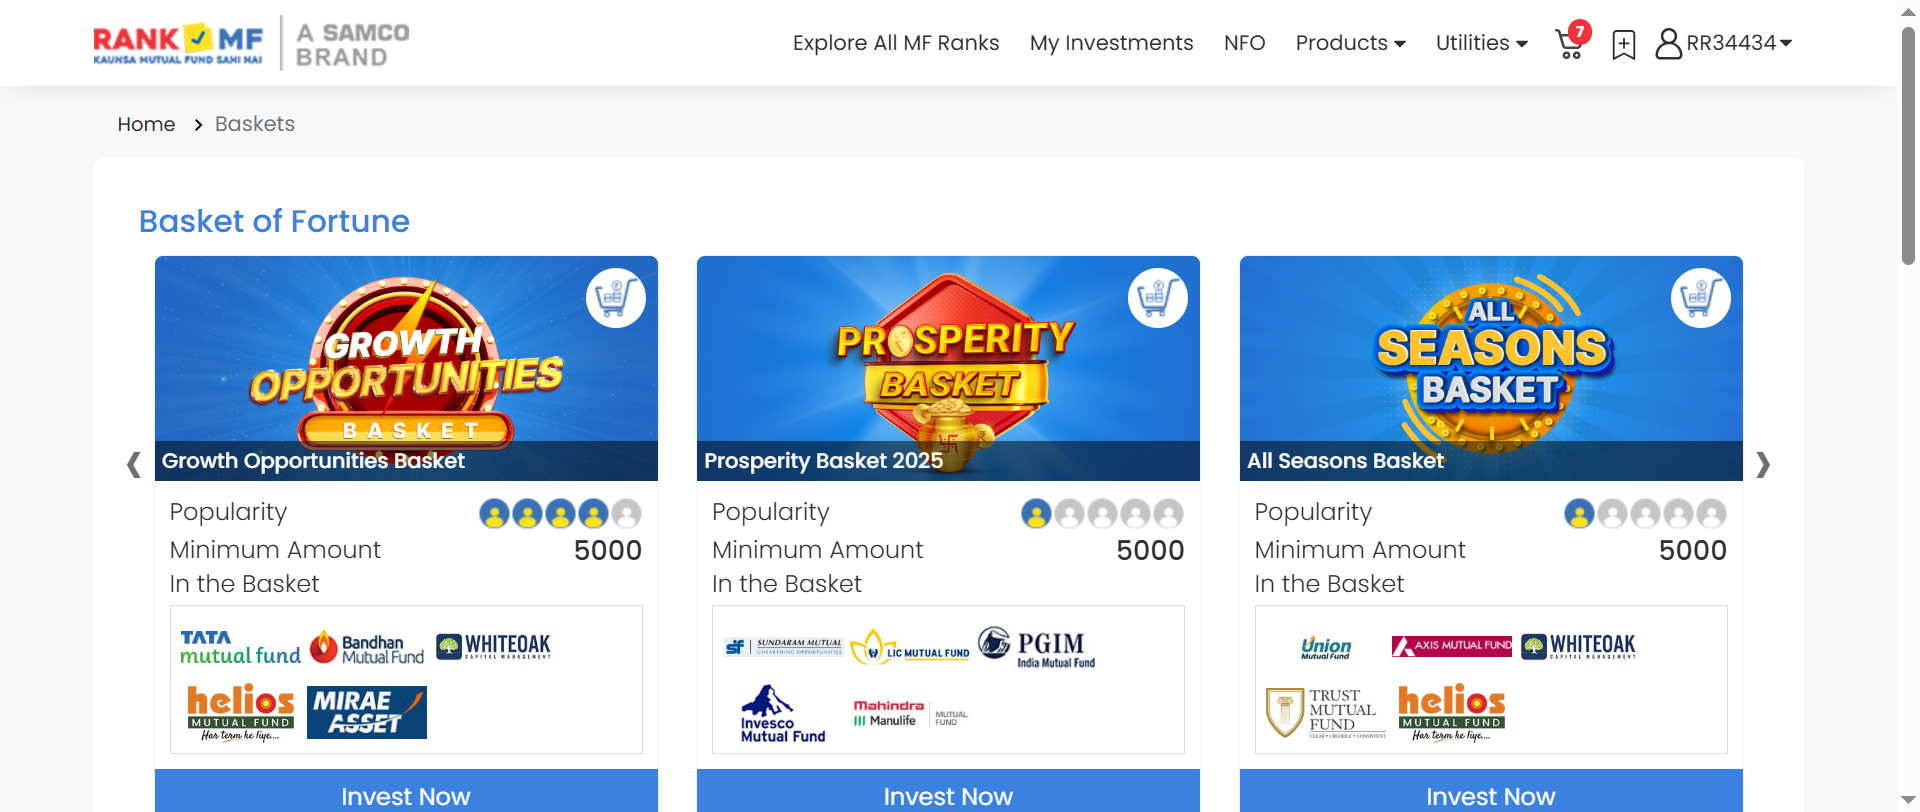 RANK MF
KAUNSA MUTUAL FUND SAHI HAI
A SAMCO
BRAND
Explore All MF Ranks
My Investments
NFO
Products
Utilities
7
RR34434
Home
Baskets
Basket of Fortune
GROWTH
OPPORTUNITIES
BASKET
Growth Opportunities Basket
Popularity
Minimum Amount 5000
In the Basket
TATA
mutual fund
Bandhan
Mutual Fund
WHITEOAK
CAPITAL MANAGEMENT
helios
MUTUAL FUND
Har term ke liye....
MIRAE
ASSET
Invest Now
PROSPERITY
BASKET
Prosperity Basket 2025
Popularity
Minimum Amount 5000
In the Basket
sf
SUNDARAM MUTUAL
UNEARTHING OPPORTUNITIES
LIC MUTUAL FUND
PGIM
India Mutual Fund
Invesco
Mutual Fund
Mahindra
Manulife
MUTUAL
FUND
Invest Now
ALL
SEASONS
BASKET
All Seasons Basket
Popularity
Minimum Amount 5000
In the Basket
Union
Mutual Fund
AXIS MUTUAL FUND
WHITEOAK
CAPITAL MANAGEMENT
TRUST
MUTUAL
FUND
CLEAR • CREDIBLE • CONSISTENT
helios
MUTUAL FUND
Har term ke liye....
Invest Now